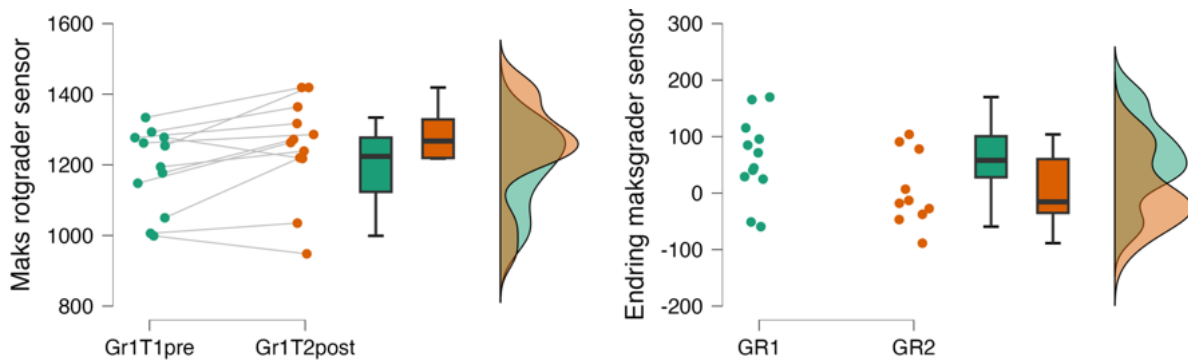 Maks rotgrader sensor
1600
1400
1200
1000
800
Gr1T1pre
Gr1T2post
Endring maksgrader sensor
300
200
100
0
-100
-200
GR1
GR2